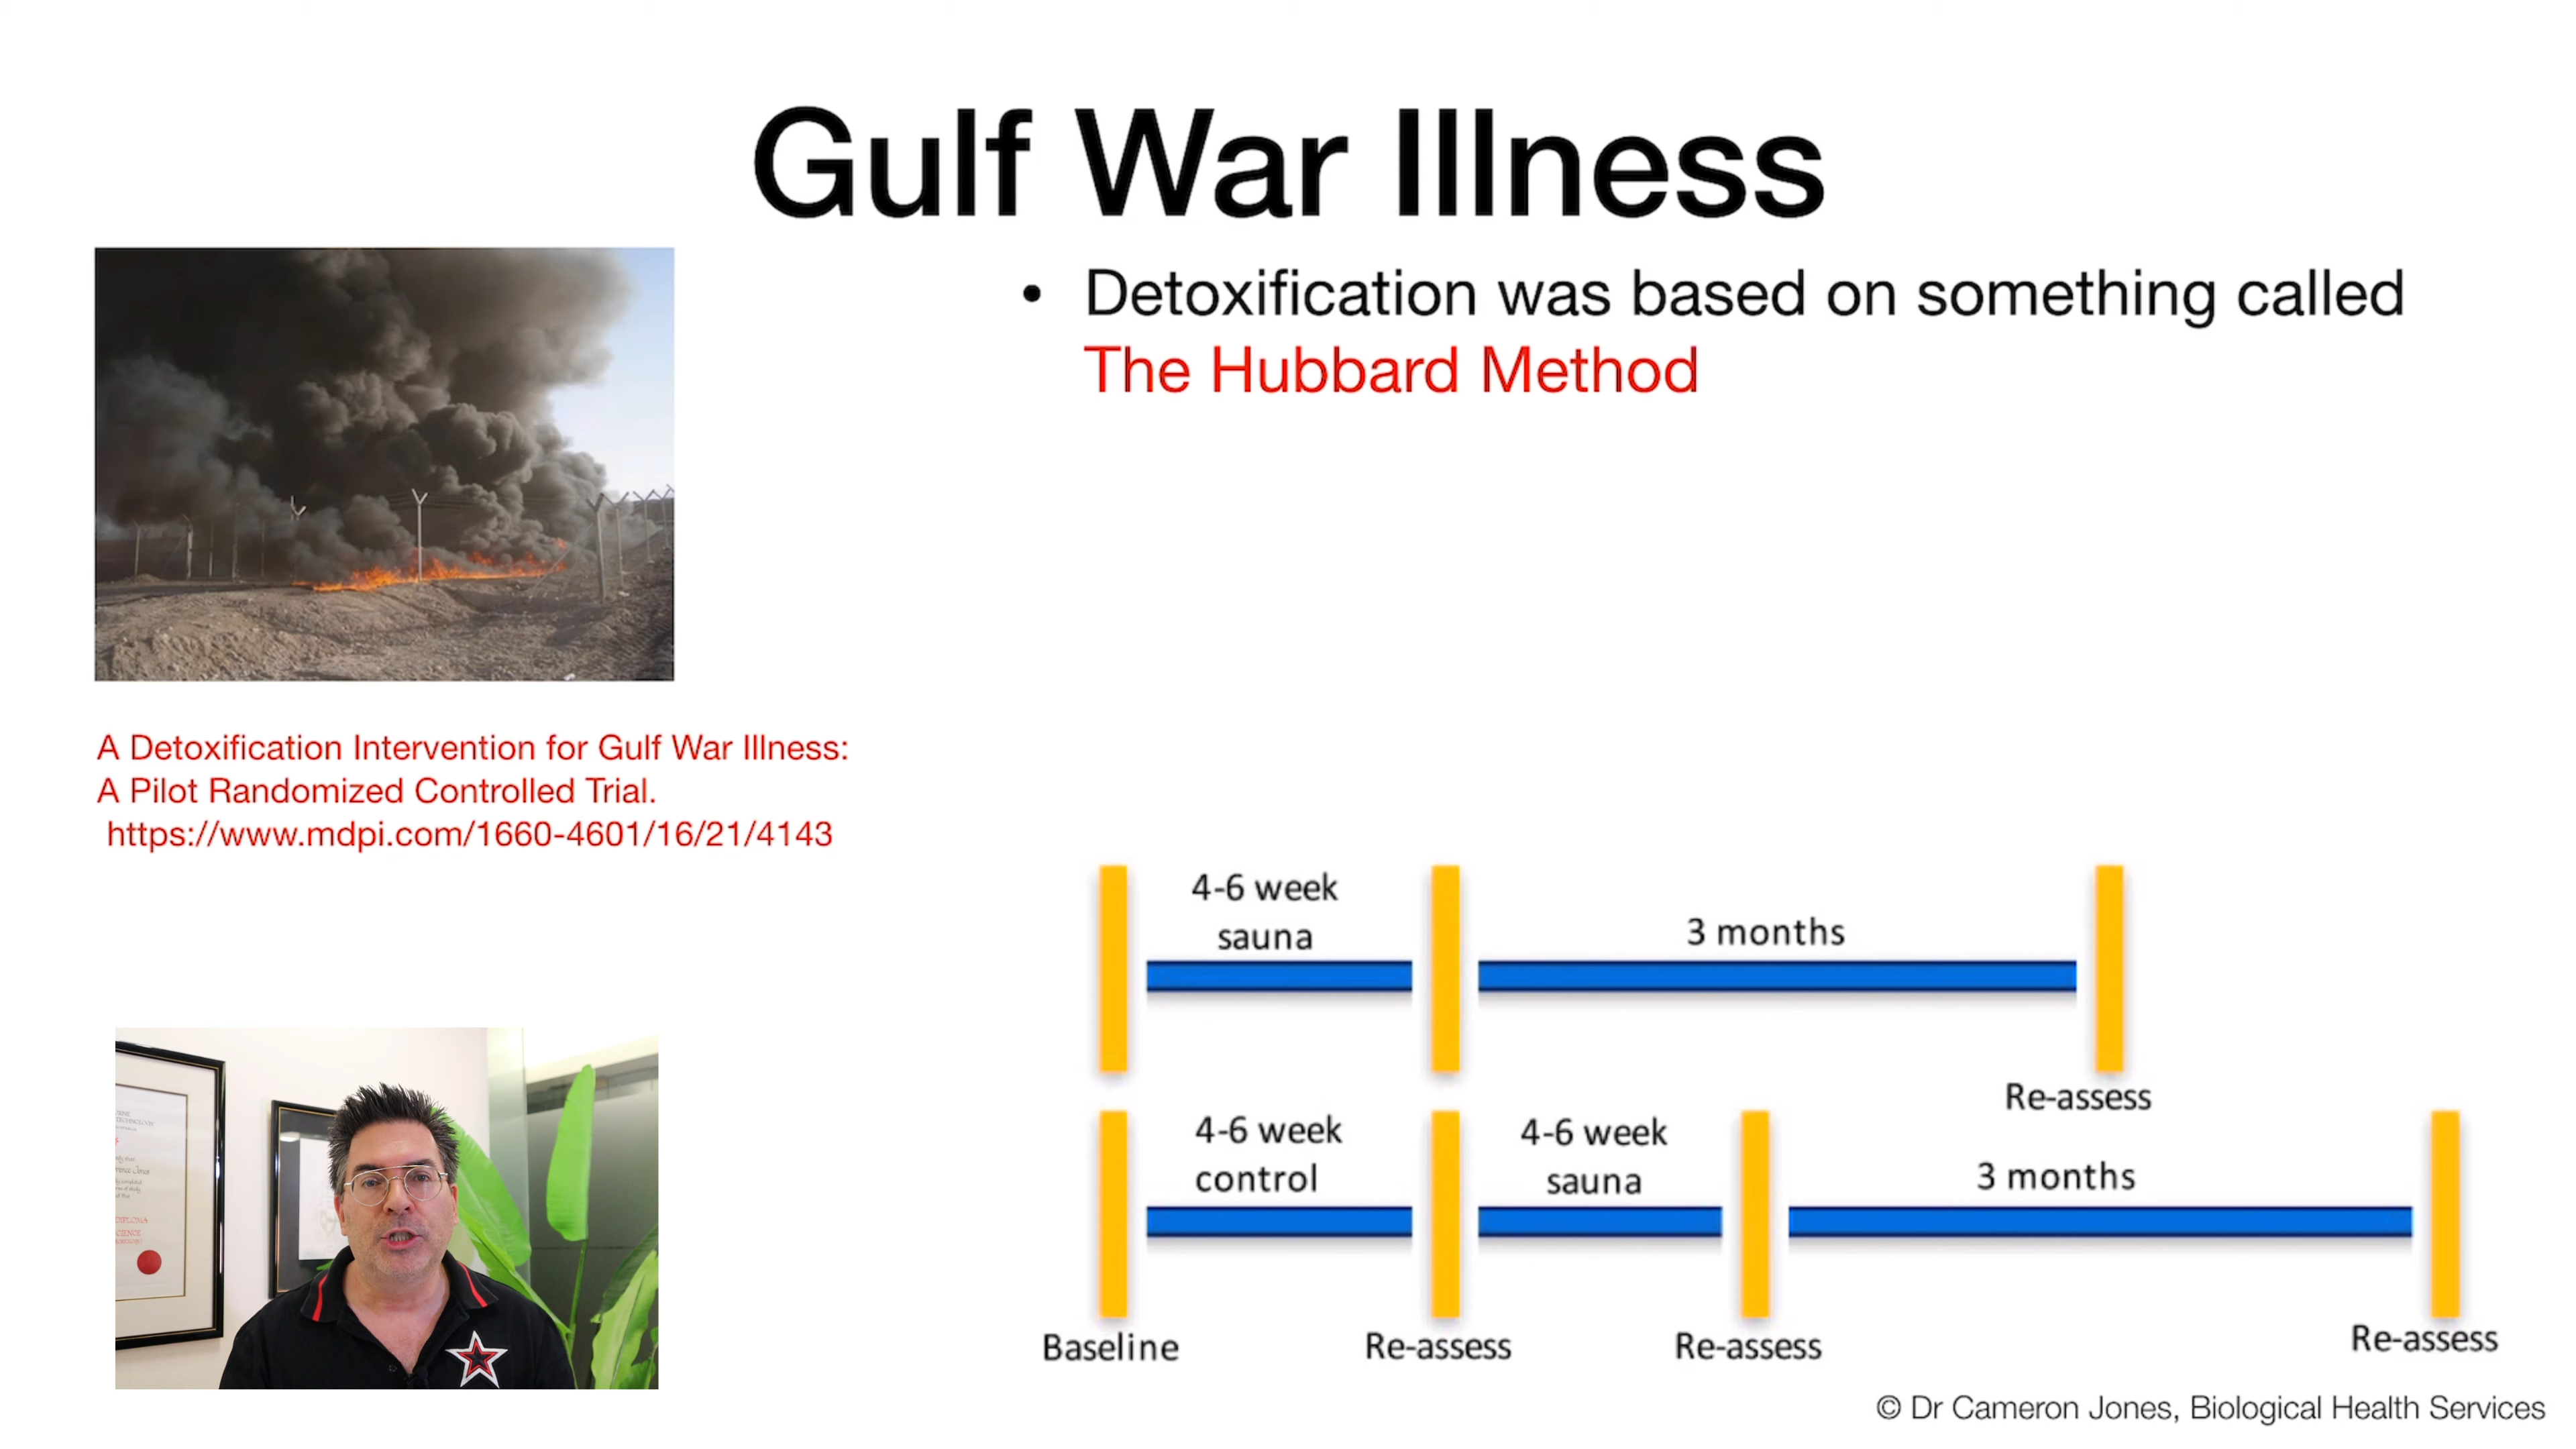 Gulf War Illness
• Detoxification was based on something called
The Hubbard Method
A Detoxification Intervention for Gulf War Illness:
A Pilot Randomized Controlled Trial.
https://www.mdpi.com/1660-4601/16/21/4143
4-6 week
sauna
3 months
Re-assess
4-6 week
control
4-6 week
sauna
3 months
Baseline
Re-assess
Re-assess
Re-assess
© Dr Cameron Jones, Biological Health Services